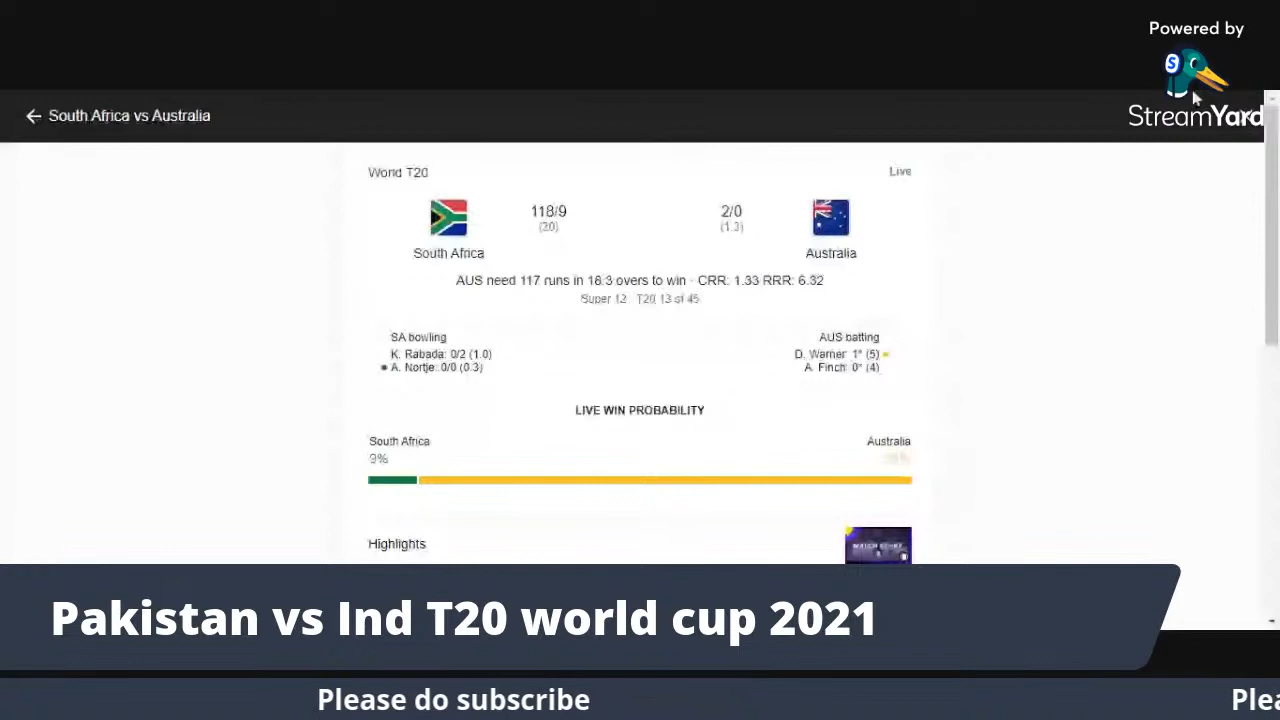 Powered by
StreamYard
South Africa vs Australia
World T20
Live
118/9
2/0
(20)
(1.3)
South Africa
Australia
AUS need 117 runs in 18.3 overs to win · CRR: 1.33 RRR: 6.32
Super 12 · T20 13 of 45
SA bowling
AUS batting
K. Rabada: 0/2 (1.0)
D. Warner: 1* (5)
A. Nortje: 0/0 (0.3)
A. Finch: 0* (4)
LIVE WIN PROBABILITY
South Africa
Australia
9%
Highlights
Pakistan vs Ind T20 world cup 2021
Please do subscribe
Plea